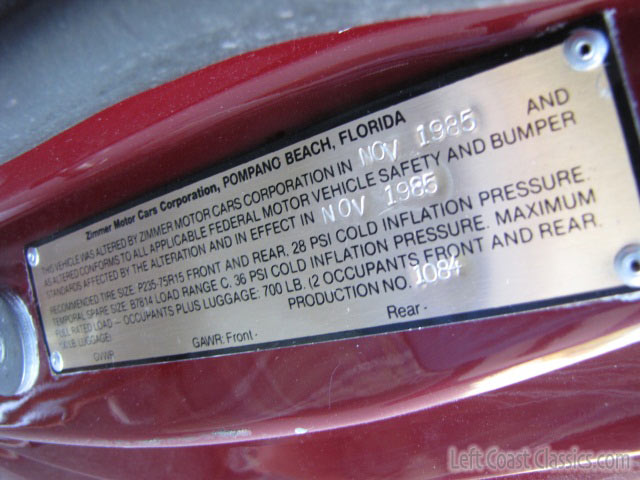 Zimmer Motor Cars Corporation, POMPANO BEACH, FLORIDA
THIS VEHICLE WAS ALTERED BY ZIMMER MOTOR CARS CORPORATION IN NOV 1985 AND
AS ALTERED CONFORMS TO ALL APPLICABLE FEDERAL MOTOR VEHICLE SAFETY AND BUMPER
STANDARDS AFFECTED BY THE ALTERATION AND IN EFFECT IN NOV 1985
RECOMMENDED TIRE SIZE, P235-75R15 FRONT AND REAR. 28 PSI COLD INFLATION PRESSURE.
TEMPORAL SPARE SIZE. B7814 LOAD RANGE C, 36 PSI COLD INFLATION PRESSURE. MAXIMUM
FULL RATED LOAD — OCCUPANTS PLUS LUGGAGE: 700 LB. (2 OCCUPANTS FRONT AND REAR.
LB. LUGGAGE)
PRODUCTION NO. 1084
GVWR GAWR: Front - Rear -
Left Coast Classics.com